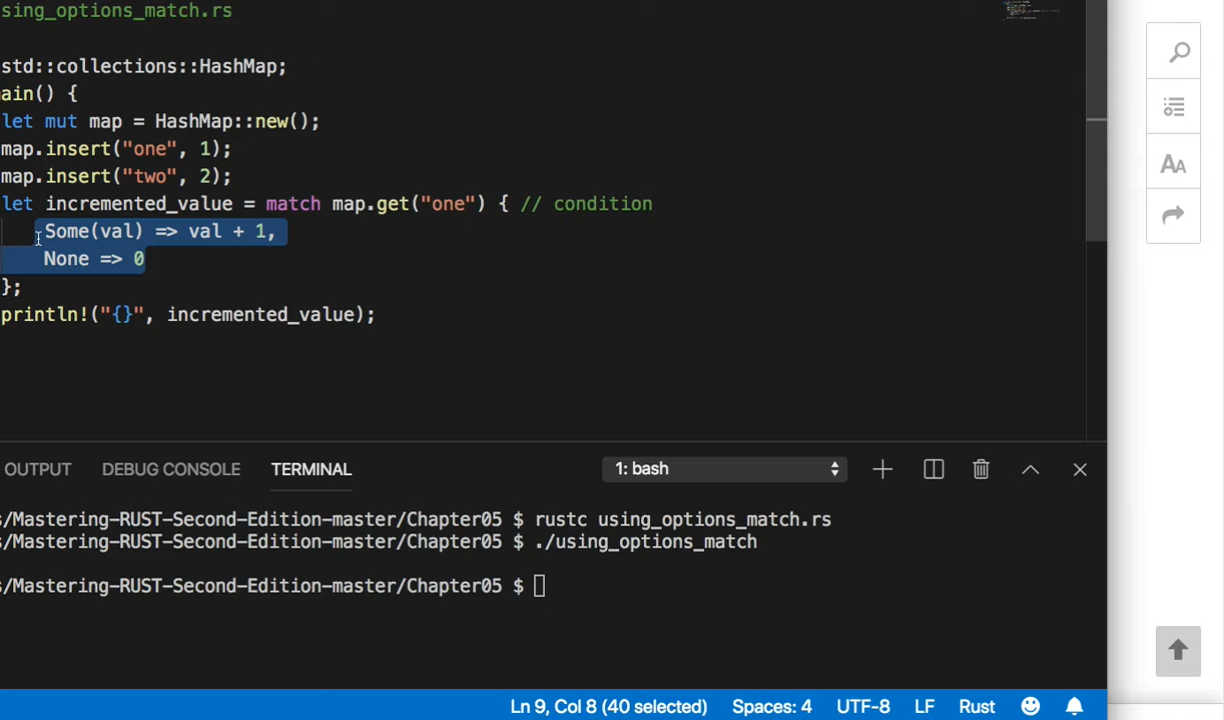 sing_options_match.rs
std::collections::HashMap;
ain() {
let mut map = HashMap::new();
map.insert("one", 1);
map.insert("two", 2);
let incremented_value = match map.get("one") { // condition
Some(val) => val + 1,
None => 0
};
println!("{}", incremented_value);
OUTPUT DEBUG CONSOLE TERMINAL 1: bash
s/Mastering-RUST-Second-Edition-master/Chapter05 $ rustc using_options_match.rs
s/Mastering-RUST-Second-Edition-master/Chapter05 $ ./using_options_match
s/Mastering-RUST-Second-Edition-master/Chapter05 $
Ln 9, Col 8 (40 selected) Spaces: 4 UTF-8 LF Rust
AA